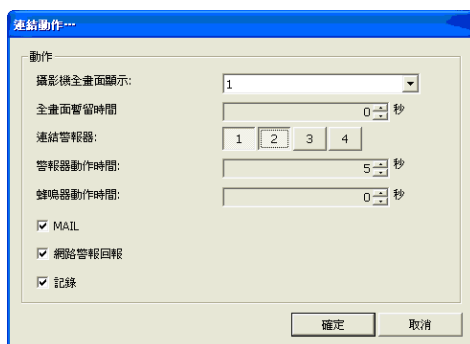 連結動作…
動作
攝影機全畫面顯示: 1
全畫面暫留時間 0 秒
連結警報器: 1 2 3 4
警報器動作時間: 5 秒
蜂鳴器動作時間: 0 秒
MAIL
網路警報回報
記錄
確定 取消